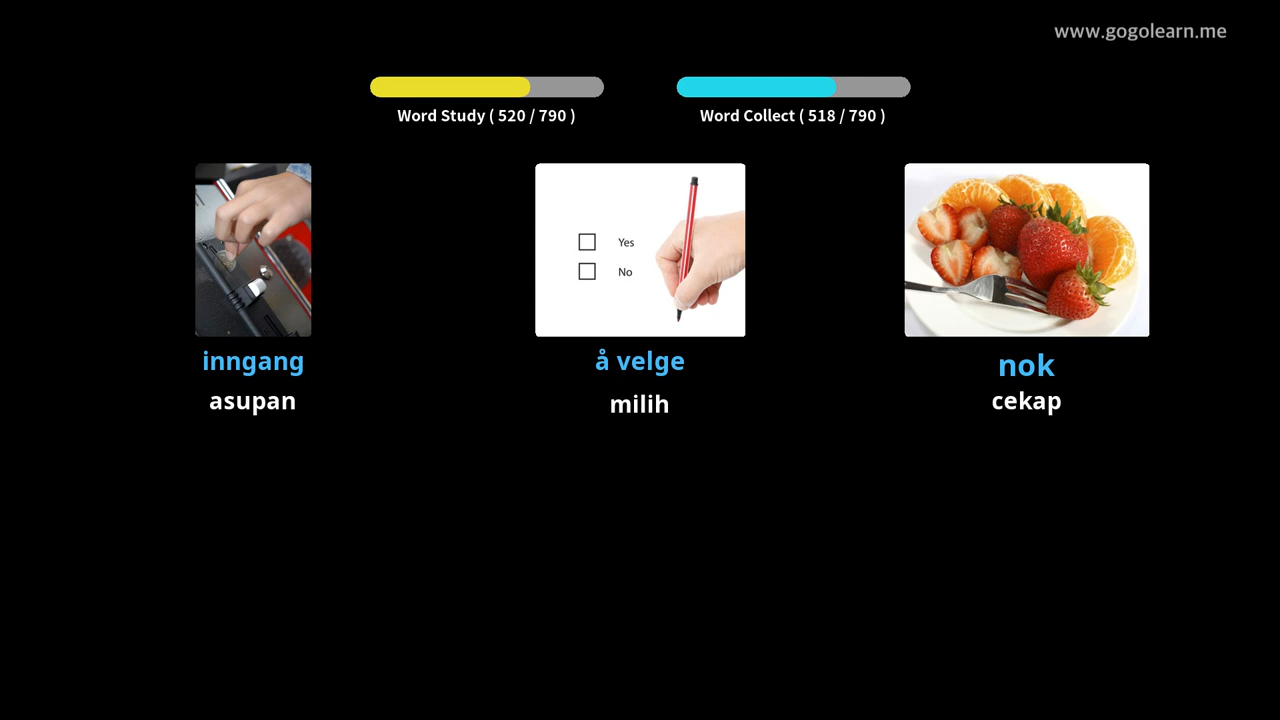 www.gogolearn.me
Word Study ( 520 / 790 )
Word Collect ( 518 / 790 )
Yes
No
inngang
å velge
nok
asupan
milih
cekap